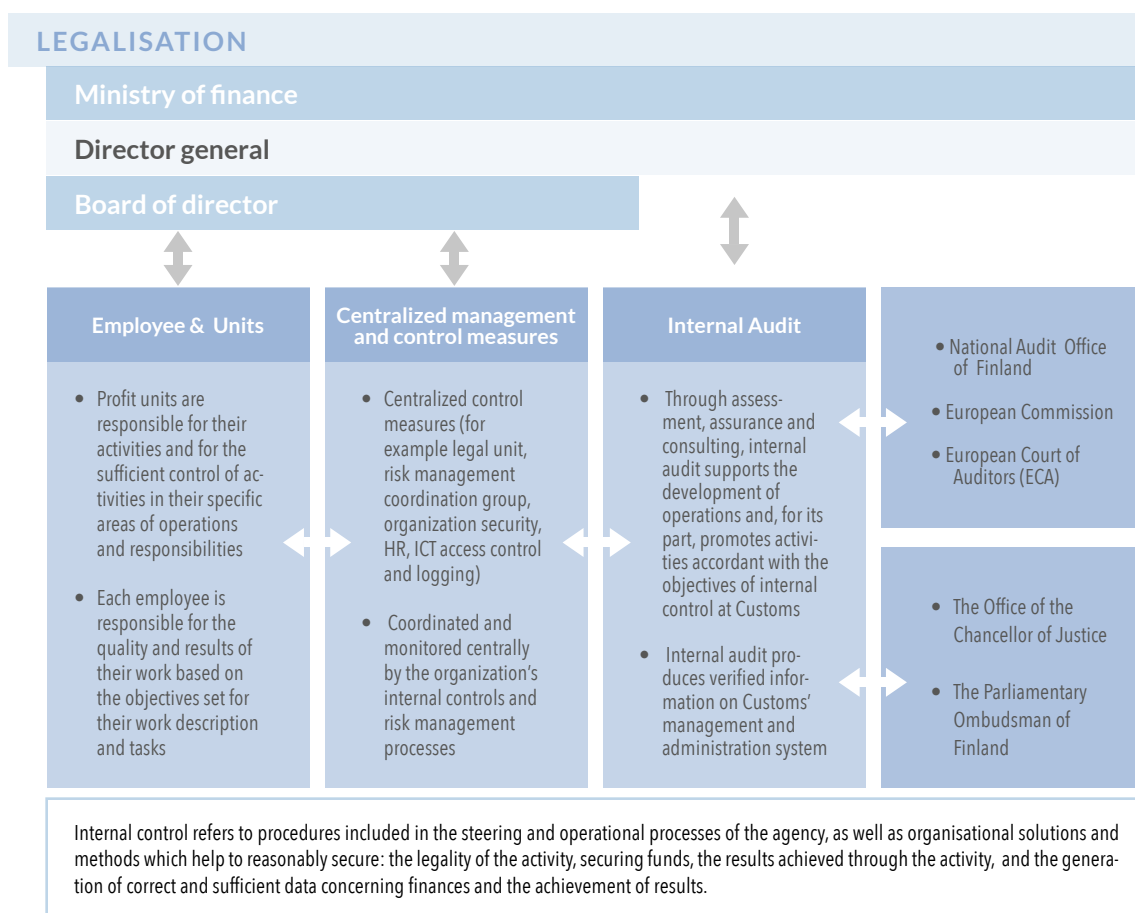 LEGALISATION
Ministry of finance
Director general
Board of director
Employee & Units
• Profit units are
responsible for their
activities and for the
sufficient control of ac-
tivities in their specific
areas of operations
and responsibilities
• Each employee is
responsible for the
quality and results of
their work based on
the objectives set for
their work description
and tasks
Centralized management
and control measures
• Centralized control
measures (for
example legal unit,
risk management
coordination group,
organization security,
HR, ICT access control
and logging)
• Coordinated and
monitored centrally
by the organization's
internal controls and
risk management
processes
Internal Audit
• Through assess-
ment, assurance and
consulting, internal
audit supports the
development of
operations and, for its
part, promotes activi-
ties accordant with the
objectives of internal
control at Customs
• Internal audit pro-
duces verified infor-
mation on Customs'
management and
administration system
• National Audit Office
of Finland
• European Commission
• European Court of
Auditors (ECA)
• The Office of the
Chancellor of Justice
• The Parliamentary
Ombudsman of
Finland
Internal control refers to procedures included in the steering and operational processes of the agency, as well as organisational solutions and
methods which help to reasonably secure: the legality of the activity, securing funds, the results achieved through the activity, and the genera-
tion of correct and sufficient data concerning finances and the achievement of results.